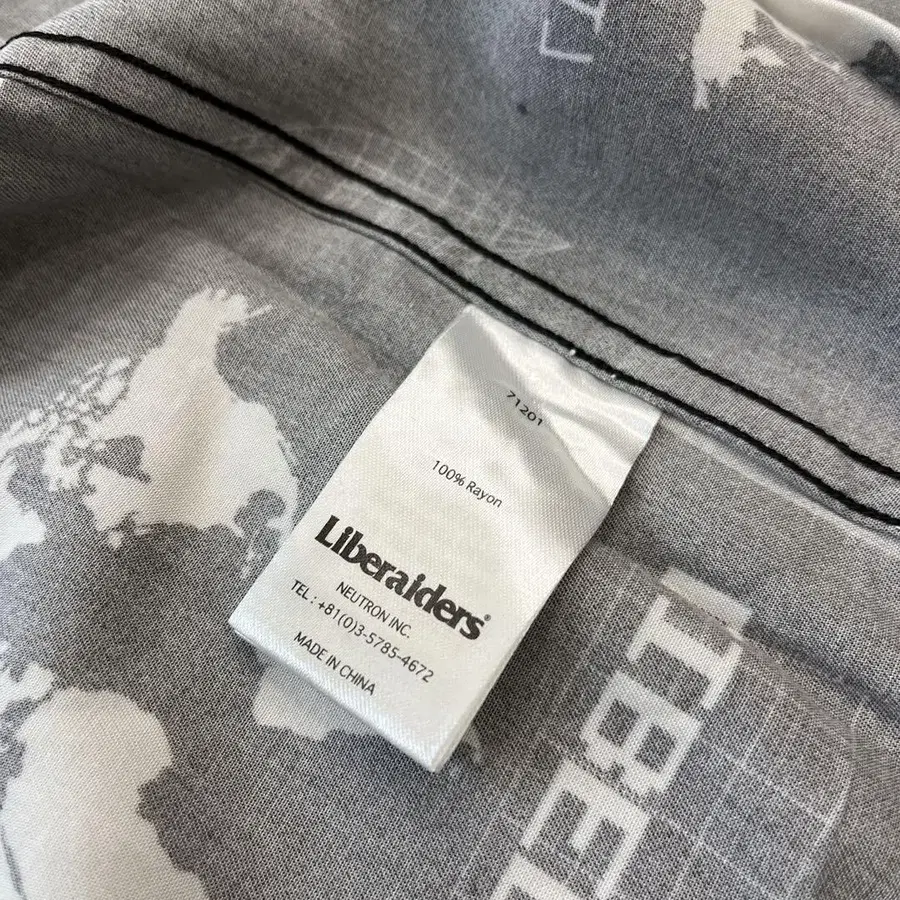 71201
100% Rayon
Liberaiders®
NEUTRON INC.
TEL : +81(0)3-5785-4672
MADE IN CHINA